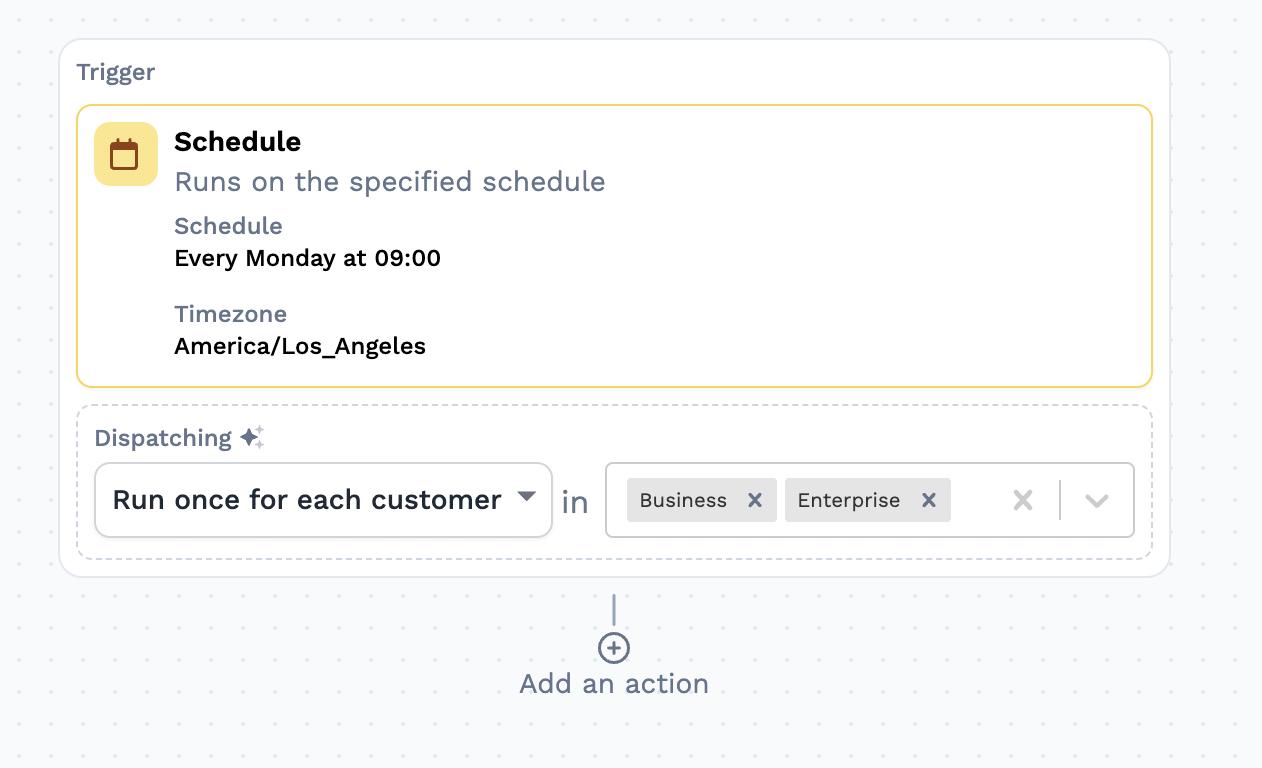 Trigger
Schedule
Runs on the specified schedule
Schedule
Every Monday at 09:00
Timezone
America/Los_Angeles
Dispatching
Run once for each customer in Business Enterprise
Add an action